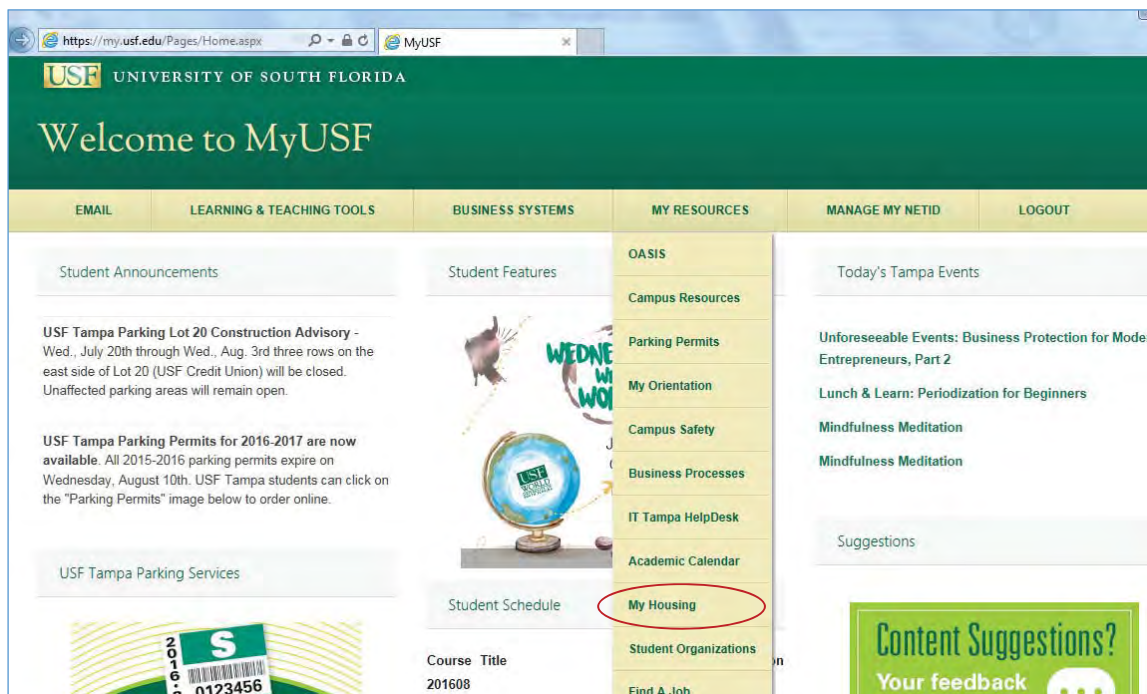 https://my.usf.edu/Pages/Home.aspx
MyUSF
USF UNIVERSITY OF SOUTH FLORIDA
Welcome to MyUSF
EMAIL
LEARNING & TEACHING TOOLS
BUSINESS SYSTEMS
MY RESOURCES
MANAGE MY NETID
LOGOUT
Student Announcements
USF Tampa Parking Lot 20 Construction Advisory -
Wed., July 20th through Wed., Aug. 3rd three rows on the
east side of Lot 20 (USF Credit Union) will be closed.
Unaffected parking areas will remain open.
USF Tampa Parking Permits for 2016-2017 are now
available. All 2015-2016 parking permits expire on
Wednesday, August 10th. USF Tampa students can click on
the "Parking Permits" image below to order online.
USF Tampa Parking Services
S
0123456
Student Features
USF
WORLD
Student Schedule
Course Title
201608
OASIS
Campus Resources
Parking Permits
My Orientation
Campus Safety
Business Processes
IT Tampa HelpDesk
Academic Calendar
My Housing
Student Organizations
Find A Job
Today's Tampa Events
Unforeseeable Events: Business Protection for Mode
Entrepreneurs, Part 2
Lunch & Learn: Periodization for Beginners
Mindfulness Meditation
Mindfulness Meditation
Suggestions
Content Suggestions?
Your feedback